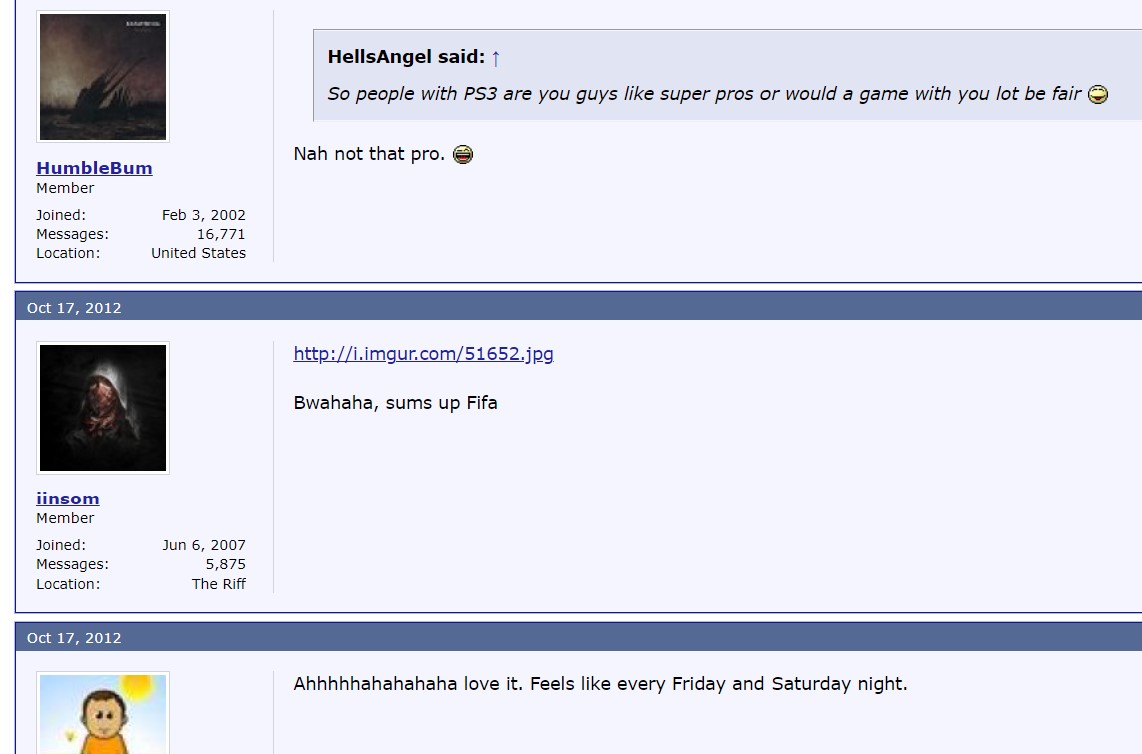 HellsAngel said: ↑
So people with PS3 are you guys like super pros or would a game with you lot be fair
Nah not that pro.
HumbleBum
Member
Joined: Feb 3, 2002
Messages: 16,771
Location: United States
Oct 17, 2012
http://i.imgur.com/51652.jpg
Bwahaha, sums up Fifa
iinsom
Member
Joined: Jun 6, 2007
Messages: 5,875
Location: The Riff
Oct 17, 2012
Ahhhhhahahahaha love it. Feels like every Friday and Saturday night.